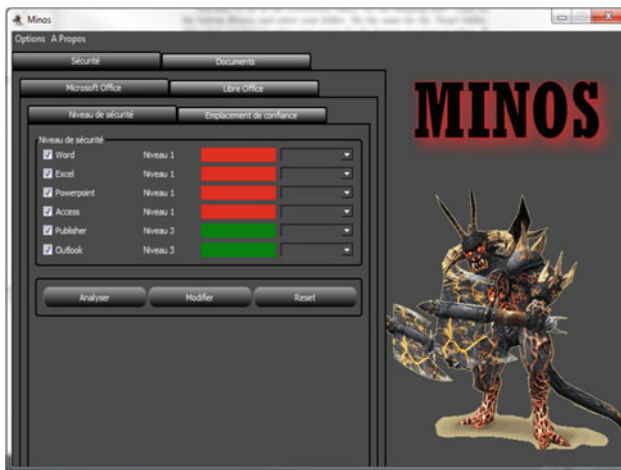 Minos
Options A Propos
Sécurité Documents
Microsoft Office Libre Office
Niveau de sécurité Emplacement de confiance
Niveau de sécurité
Word Niveau 1
Excel Niveau 1
Powerpoint Niveau 1
Access Niveau 1
Publisher Niveau 3
Outlook Niveau 3
Analyser Modifier Reset
MINOS